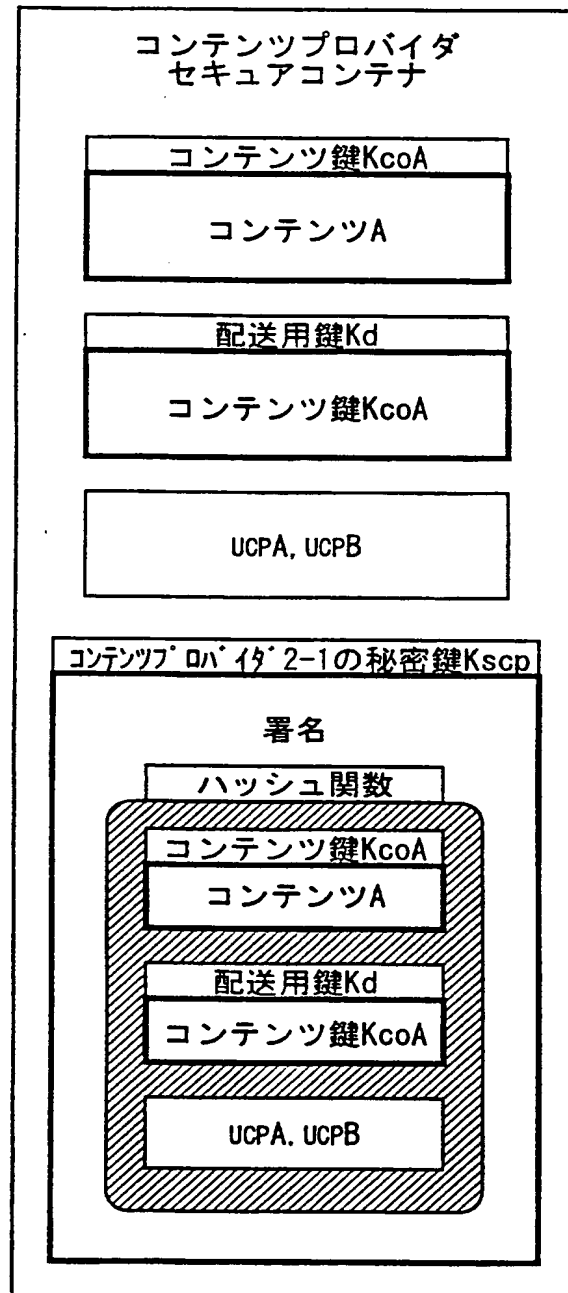 コンテンツプロバイダ
セキュアコンテナ
コンテンツ鍵KcoA
コンテンツA
配送用鍵Kd
コンテンツ鍵KcoA
UCPA, UCPB
ｺﾝﾃﾝﾂﾌﾟﾛﾊﾞｲﾀﾞ2-1の秘密鍵Kscp
署名
ハッシュ関数
コンテンツ鍵KcoA
コンテンツA
配送用鍵Kd
コンテンツ鍵KcoA
UCPA, UCPB